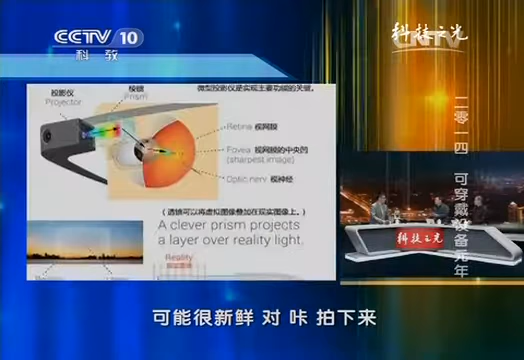 CCTV 10
科教
科技之光
CNTV
微型投影仪是实现主要功能的关键。
投影仪
Projector
棱镜
Prism
Retina 视网膜
Fovea 视网膜的中央凹
(sharpest image)
Optic nerv 视神经
(透镜可以将虚拟图像叠加在现实图像上。)
A clever prism projects
a layer over reality light.
Reality
二零一四 可穿戴设备元年
科技之光
可能很新鲜 对 咔 拍下来